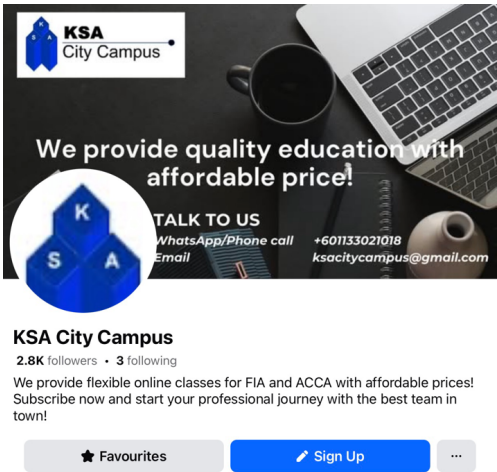 K
S A
KSA
City Campus
We provide quality education with
affordable price!
TALK TO US
WhatsApp/Phone call +601133021018
Email ksacitycampus@gmail.com
K
S A
KSA City Campus
2.8K followers • 3 following
We provide flexible online classes for FIA and ACCA with affordable prices!
Subscribe now and start your professional journey with the best team in
town!
Favourites Sign Up ...